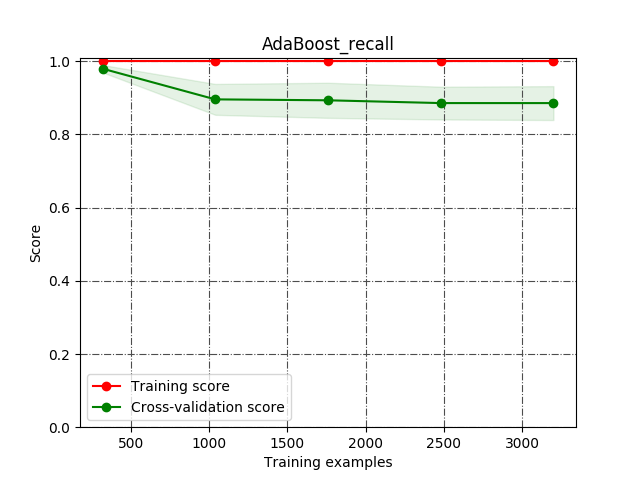 AdaBoost_recall
1.0
0.8
0.6
0.4
0.2
0.0
Score
Training score
Cross-validation score
500 1000 1500 2000 2500 3000
Training examples